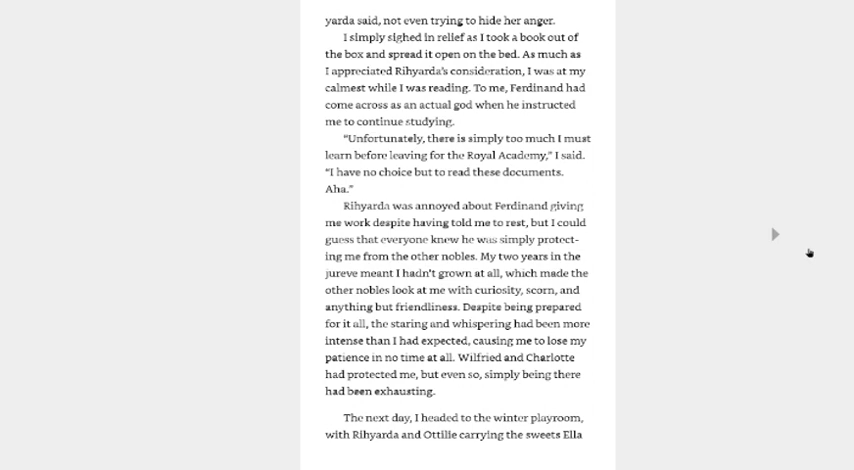 yarda said, not even trying to hide her anger.
I simply sighed in relief as I took a book out of
the box and spread it open on the bed. As much as
I appreciated Rihyarda's consideration, I was at my
calmest while I was reading. To me, Ferdinand had
come across as an actual god when he instructed
me to continue studying.
"Unfortunately, there is simply too much I must
learn before leaving for the Royal Academy," I said.
"I have no choice but to read these documents.
Aha."
Rihyarda was annoyed about Ferdinand giving
me work despite having told me to rest, but I could
guess that everyone knew he was simply protect-
ing me from the other nobles. My two years in the
jureve meant I hadn't grown at all, which made the
other nobles look at me with curiosity, scorn, and
anything but friendliness. Despite being prepared
for it all, the staring and whispering had been more
intense than I had expected, causing me to lose my
patience in no time at all. Wilfried and Charlotte
had protected me, but even so, simply being there
had been exhausting.
The next day, I headed to the winter playroom,
with Rihyarda and Ottilie carrying the sweets Ella